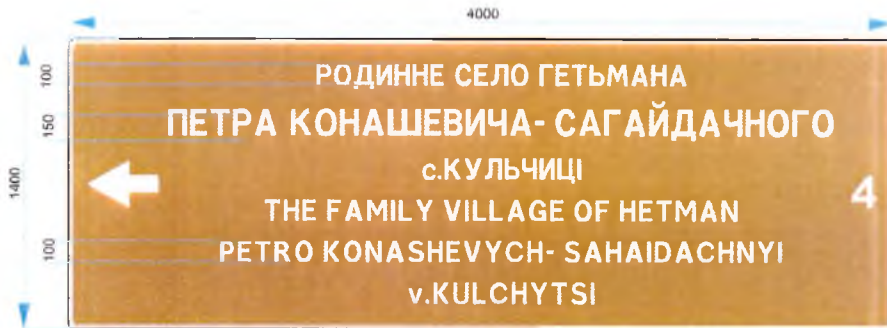 4000
100
150
1400
100
РОДИННЕ СЕЛО ГЕТЬМАНА
ПЕТРА КОНАШЕВИЧА- САГАЙДАЧНОГО
с.КУЛЬЧИЦІ
4
THE FAMILY VILLAGE OF HETMAN
PETRO KONASHEVYCH- SAHAIDACHNYI
v.KULCHYTSI